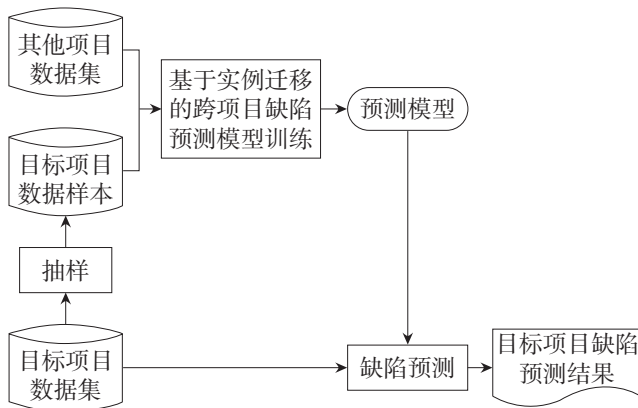 其他项目
数据集
基于实例迁移
的跨项目缺陷
预测模型训练
预测模型
目标项目
数据样本
抽样
目标项目
数据集
缺陷预测
目标项目缺陷
预测结果